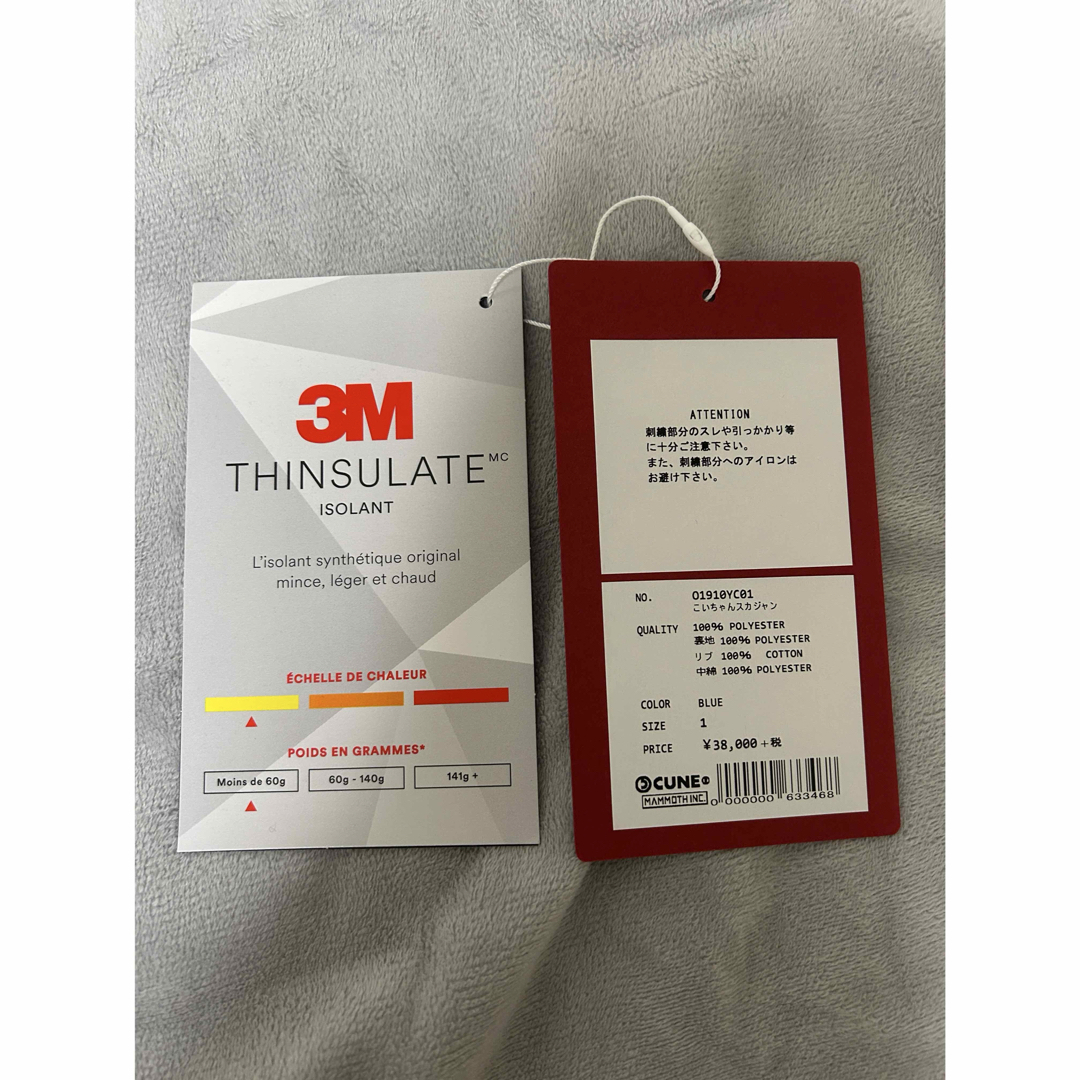 3M
THINSULATE MC
ISOLANT
L'isolant synthétique original
mince, léger et chaud
ÉCHELLE DE CHALEUR
POIDS EN GRAMMES*
Moins de 60g 60g - 140g 141g +
ATTENTION
刺繍部分のスレや引っかかり等
に十分ご注意下さい。
また、刺繍部分へのアイロンは
お避け下さい。
NO. 01910YC01
こいちゃんスカジャン
QUALITY 100% POLYESTER
裏地 100% POLYESTER
リブ 100% COTTON
中綿 100% POLYESTER
COLOR BLUE
SIZE 1
PRICE ¥38,000+税
CUNE
MAMMOTH INC.
0 000000 633468